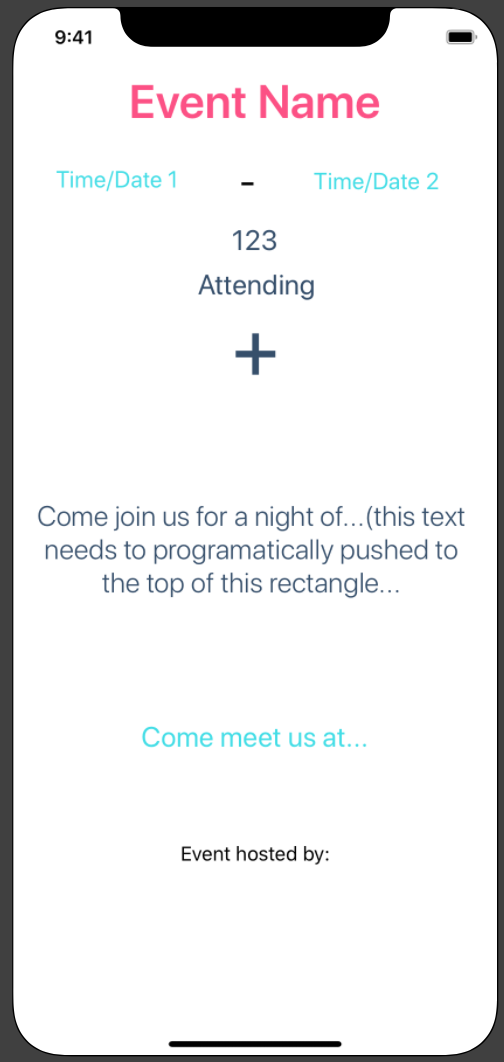 9:41
Event Name
Time/Date 1 - Time/Date 2
123
Attending
+
Come join us for a night of...(this text
needs to programatically pushed to
the top of this rectangle...
Come meet us at...
Event hosted by: